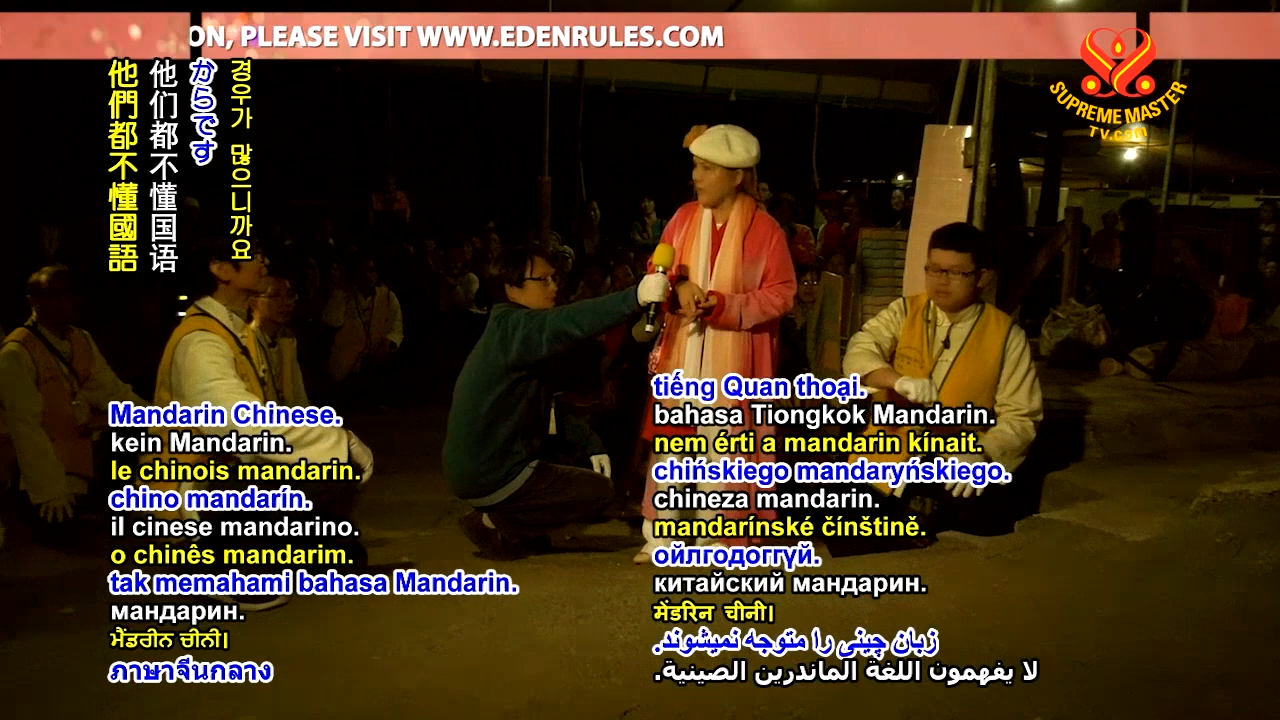 ON, PLEASE VISIT WWW.EDENRULES.COM
SUPREME MASTER
TV.com
他們都不懂國語
他们都不懂国语
からです
경우가 많으니까요
Mandarin Chinese.
kein Mandarin.
le chinois mandarin.
chino mandarín.
il cinese mandarino.
o chinês mandarim.
tak memahami bahasa Mandarin.
мандарин.
ਮੈਂਡਰੀਨ ਚੀਨੀ।
ภาษาจีนกลาง
tiếng Quan thoại.
bahasa Tiongkok Mandarin.
nem érti a mandarin kínait.
chińskiego mandaryńskiego.
chineza mandarin.
mandarínské čínštině.
ойлгодоггүй.
китайский мандарин.
मेंडरिन चीनी।
زبان چینی را متوجه نمیشوند.
لا يفهمون اللغة الماندرين الصينية.